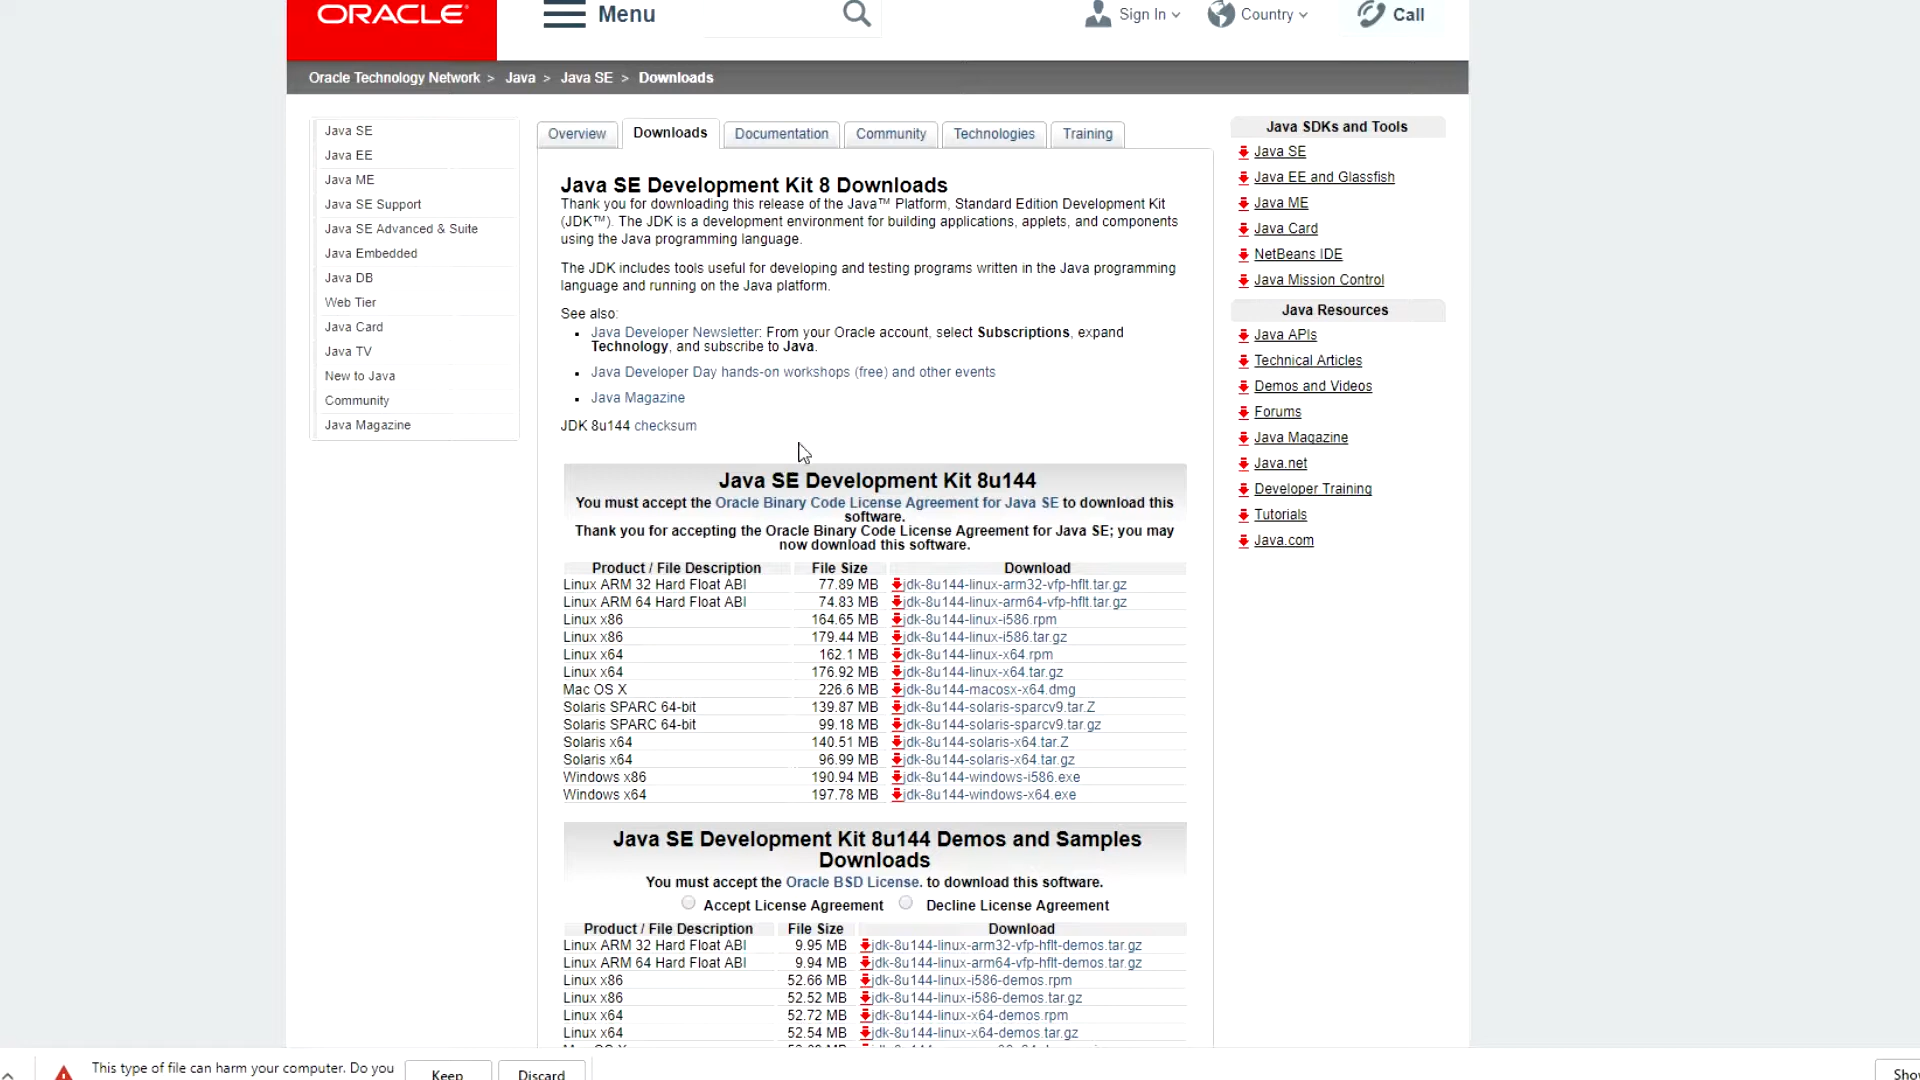 ORACLE
Menu
Sign In
Country
Call
Oracle Technology Network > Java > Java SE > Downloads
Java SE
Java EE
Java ME
Java SE Support
Java SE Advanced & Suite
Java Embedded
Java DB
Web Tier
Java Card
Java TV
New to Java
Community
Java Magazine
Overview
Downloads
Documentation
Community
Technologies
Training
Java SE Development Kit 8 Downloads
Thank you for downloading this release of the Java™ Platform, Standard Edition Development Kit
(JDK™). The JDK is a development environment for building applications, applets, and components
using the Java programming language.
The JDK includes tools useful for developing and testing programs written in the Java programming
language and running on the Java platform.
See also:
Java Developer Newsletter: From your Oracle account, select Subscriptions, expand
Technology, and subscribe to Java.
Java Developer Day hands-on workshops (free) and other events
Java Magazine
JDK 8u144 checksum
Java SE Development Kit 8u144
You must accept the Oracle Binary Code License Agreement for Java SE to download this
software.
Thank you for accepting the Oracle Binary Code License Agreement for Java SE; you may
now download this software.
Product / File Description File Size Download
Linux ARM 32 Hard Float ABI 77.89 MB jdk-8u144-linux-arm32-vfp-hflt.tar.gz
Linux ARM 64 Hard Float ABI 74.83 MB jdk-8u144-linux-arm64-vfp-hflt.tar.gz
Linux x86 164.65 MB jdk-8u144-linux-i586.rpm
Linux x86 179.44 MB jdk-8u144-linux-i586.tar.gz
Linux x64 162.1 MB jdk-8u144-linux-x64.rpm
Linux x64 176.92 MB jdk-8u144-linux-x64.tar.gz
Mac OS X 226.6 MB jdk-8u144-macosx-x64.dmg
Solaris SPARC 64-bit 139.87 MB jdk-8u144-solaris-sparcv9.tar.Z
Solaris SPARC 64-bit 99.18 MB jdk-8u144-solaris-sparcv9.tar.gz
Solaris x64 140.51 MB jdk-8u144-solaris-x64.tar.Z
Solaris x64 96.99 MB jdk-8u144-solaris-x64.tar.gz
Windows x86 190.94 MB jdk-8u144-windows-i586.exe
Windows x64 197.78 MB jdk-8u144-windows-x64.exe
Java SE Development Kit 8u144 Demos and Samples
Downloads
You must accept the Oracle BSD License. to download this software.
Accept License Agreement Decline License Agreement
Product / File Description File Size Download
Linux ARM 32 Hard Float ABI 9.95 MB jdk-8u144-linux-arm32-vfp-hflt-demos.tar.gz
Linux ARM 64 Hard Float ABI 9.94 MB jdk-8u144-linux-arm64-vfp-hflt-demos.tar.gz
Linux x86 52.66 MB jdk-8u144-linux-i586-demos.rpm
Linux x86 52.52 MB jdk-8u144-linux-i586-demos.tar.gz
Linux x64 52.72 MB jdk-8u144-linux-x64-demos.rpm
Linux x64 52.54 MB jdk-8u144-linux-x64-demos.tar.gz
Java SDKs and Tools
Java SE
Java EE and Glassfish
Java ME
Java Card
NetBeans IDE
Java Mission Control
Java Resources
Java APIs
Technical Articles
Demos and Videos
Forums
Java Magazine
Java.net
Developer Training
Tutorials
Java.com
This type of file can harm your computer. Do you
Keep
Discard